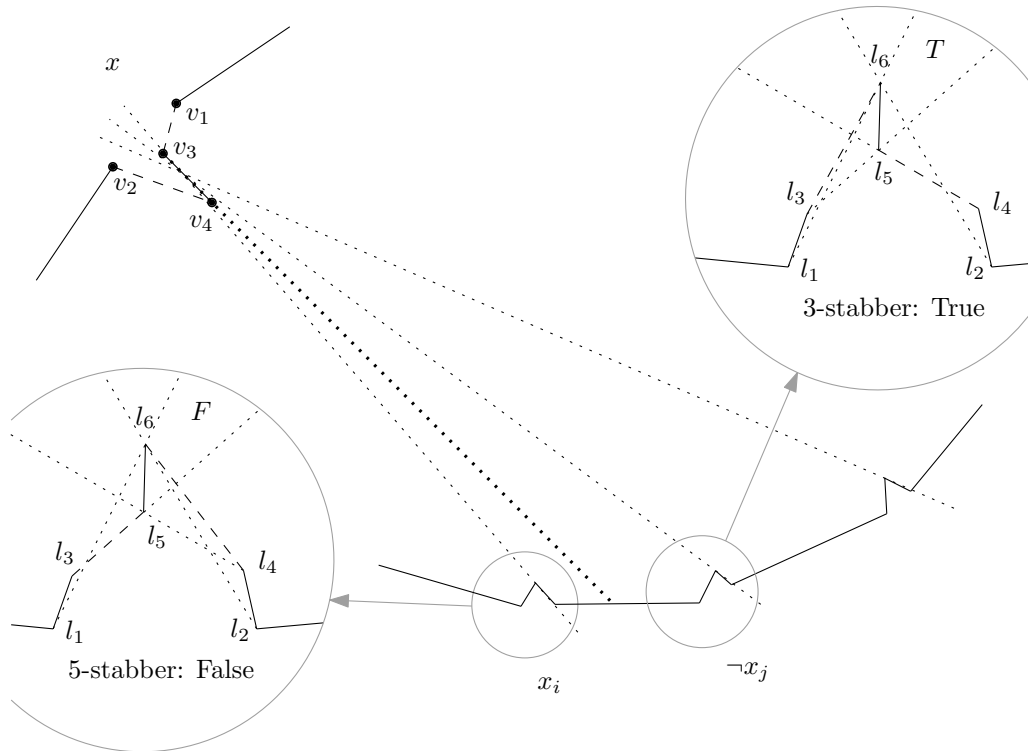 x
v₁
v₃
v₂
v₄
l₆
T
l₅
l₃
l₄
l₁
l₂
3-stabber: True
l₆
F
l₅
l₃
l₄
l₁
l₂
5-stabber: False
xᵢ
¬xⱼ